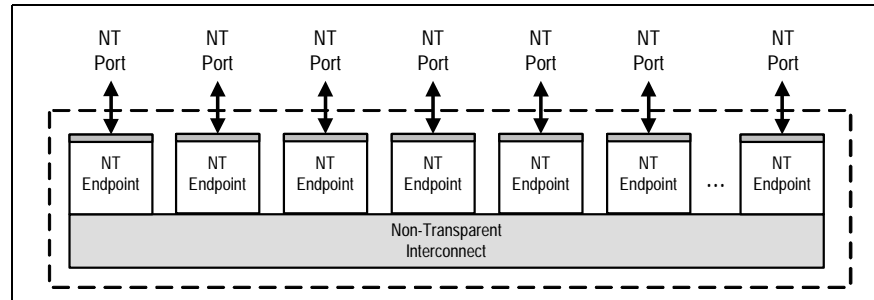 NT NT NT NT NT NT NT
Port Port Port Port Port Port Port
NT NT NT NT NT NT NT
Endpoint Endpoint Endpoint Endpoint Endpoint Endpoint ... Endpoint
Non-Transparent
Interconnect